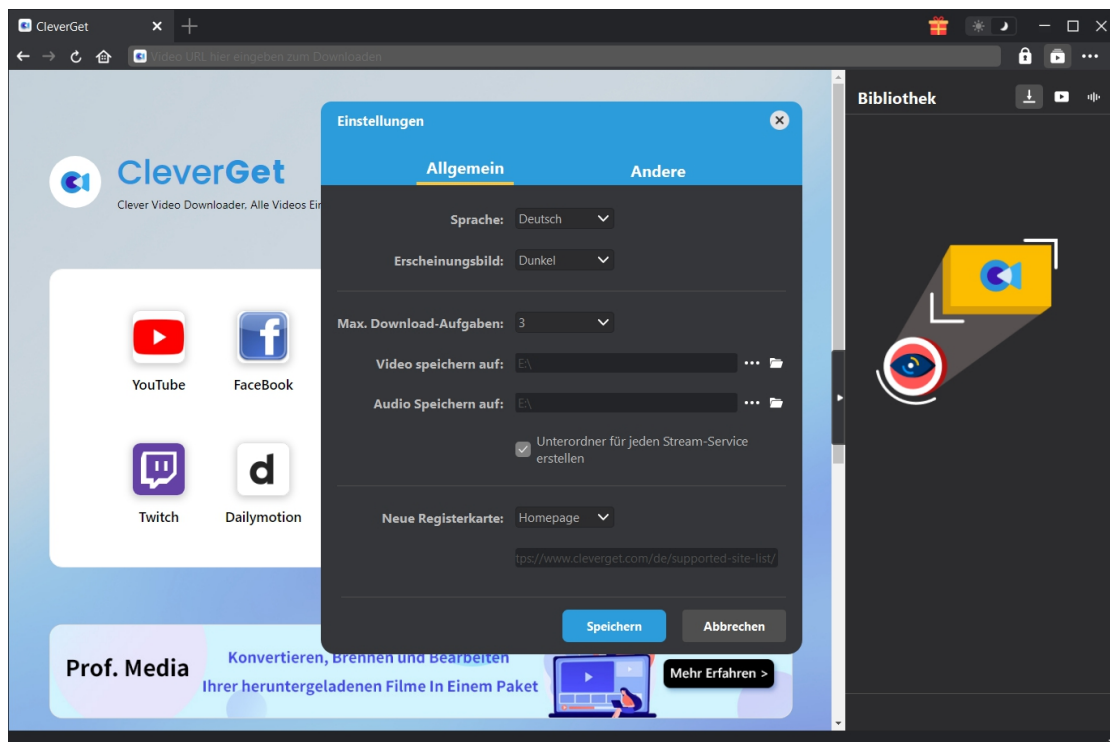 CleverGet
Video URL hier eingeben zum Downloaden
Bibliothek
Einstellungen
Allgemein
Andere
CleverGet
Clever Video Downloader. Alle Videos
Sprache:
Deutsch
Erscheinungsbild:
Dunkel
Max. Download-Aufgaben:
3
Video speichern auf:
E:\
Audio Speichern auf:
E:\
Unterordner für jeden Stream-Service
erstellen
Neue Registerkarte:
Homepage
tps://www.cleverget.com/de/supported-site-list/
Speichern
Abbrechen
YouTube
FaceBook
Twitch
d
Dailymotion
Prof. Media
Konvertieren, Brennen und Bearbeiten
Ihrer heruntergeladenen Filme In Einem Paket
Mehr Erfahren >